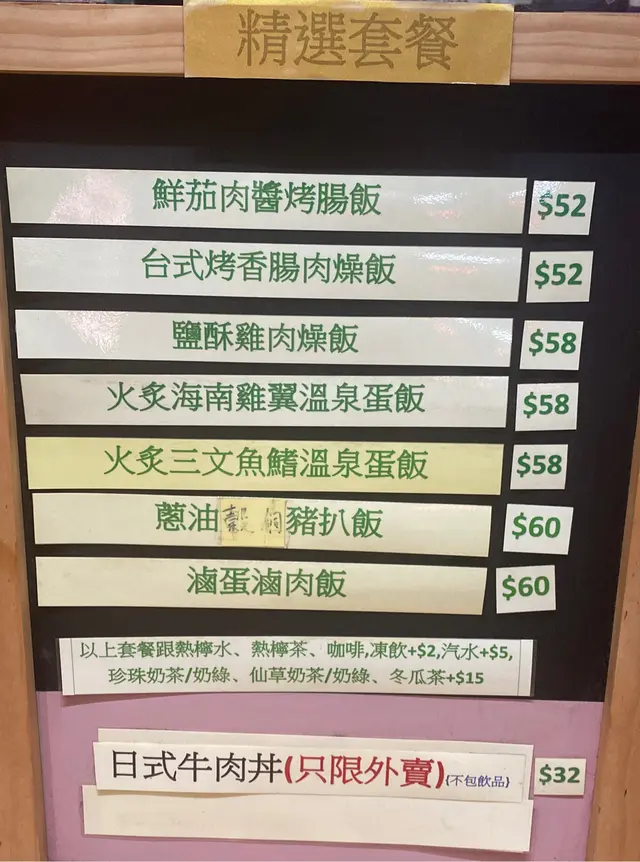 精選套餐
鮮茄肉醬烤腸飯 $52
台式烤香腸肉燥飯 $52
鹽酥雞肉燥飯 $58
火炙海南雞翼溫泉蛋飯 $58
火炙三文魚鰭溫泉蛋飯 $58
蔥油豬扒飯 $60
滷蛋滷肉飯 $60
以上套餐跟熱檸水、熱檸茶、咖啡,凍飲+$2,汽水+$5,
珍珠奶茶/奶綠、仙草奶茶/奶綠、冬瓜茶+$15
日式牛肉丼(只限外賣){不包飲品} $32